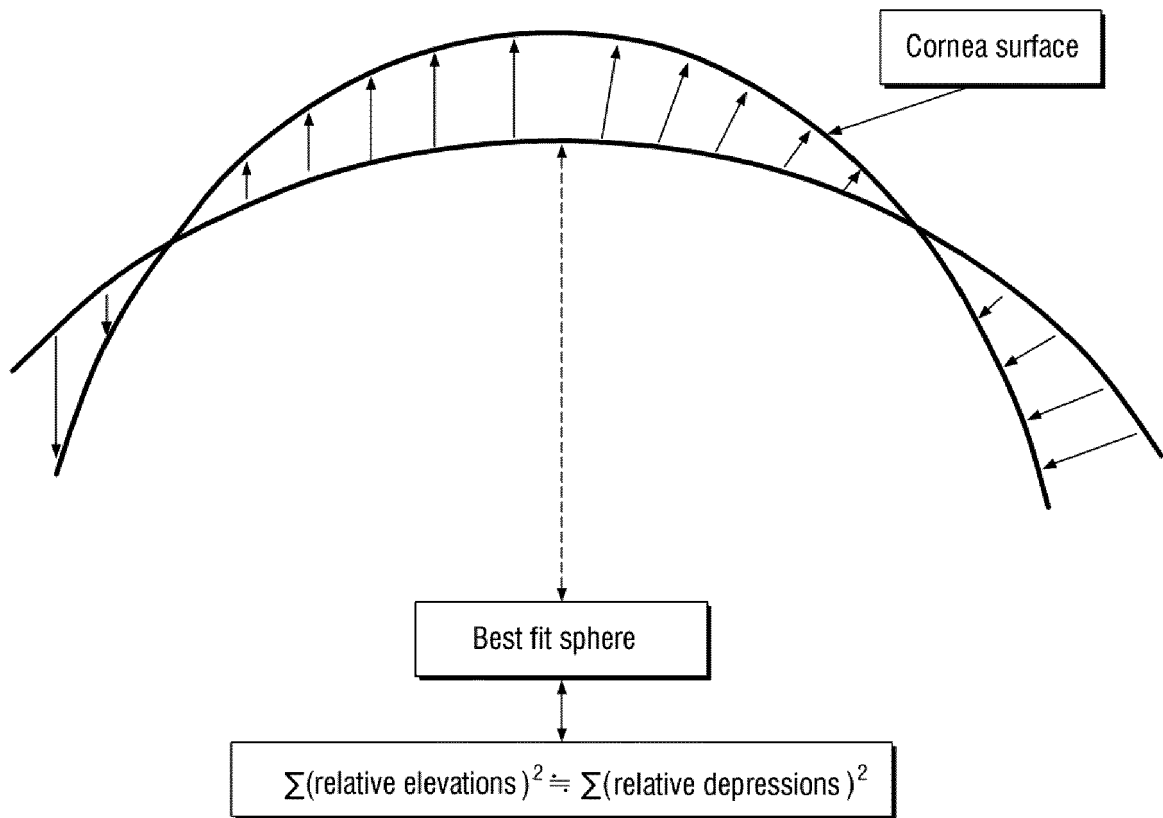 Cornea surface
Best fit sphere
∑(relative elevations)² ≒ ∑(relative depressions)²